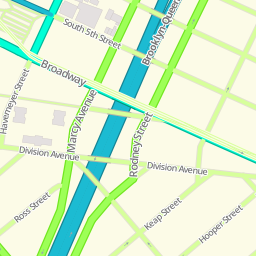 South 5th Street
Brooklyn-Queen
Broadway
Havemeyer Street
Marcy Avenue
Rodney Street
Division Avenue
Division Avenue
Ross Street
Keap Street
Hooper Street